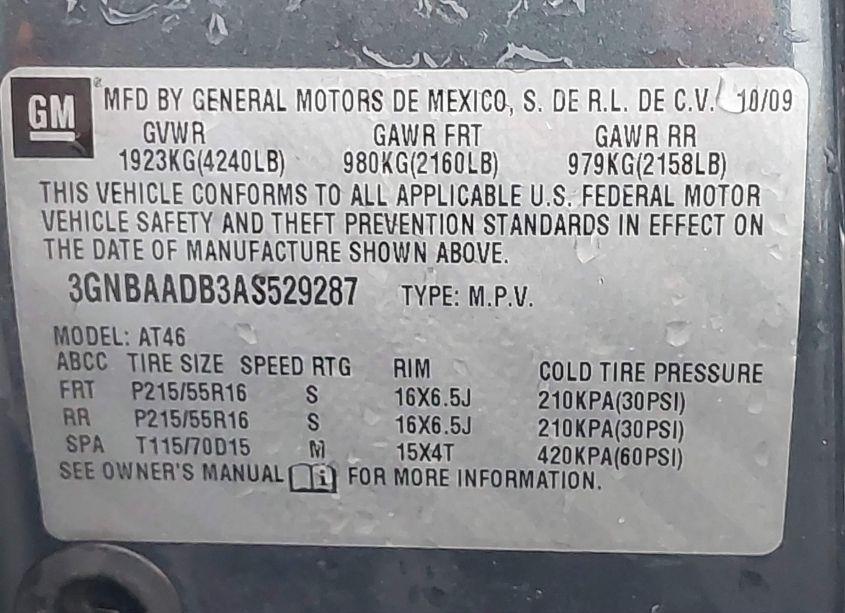 GM® MFD BY GENERAL MOTORS DE MEXICO, S. DE R.L. DE C.V. 10/09
GVWR GAWR FRT GAWR RR
1923KG(4240LB) 980KG(2160LB) 979KG(2158LB)
THIS VEHICLE CONFORMS TO ALL APPLICABLE U.S. FEDERAL MOTOR
VEHICLE SAFETY AND THEFT PREVENTION STANDARDS IN EFFECT ON
THE DATE OF MANUFACTURE SHOWN ABOVE.
3GNBAADB3AS529287 TYPE: M.P.V.
MODEL: AT46
ABCC TIRE SIZE SPEED RTG RIM COLD TIRE PRESSURE
FRT P215/55R16 S 16X6.5J 210KPA(30PSI)
RR P215/55R16 S 16X6.5J 210KPA(30PSI)
SPA T115/70D15 M 15X4T 420KPA(60PSI)
SEE OWNER'S MANUAL i FOR MORE INFORMATION.